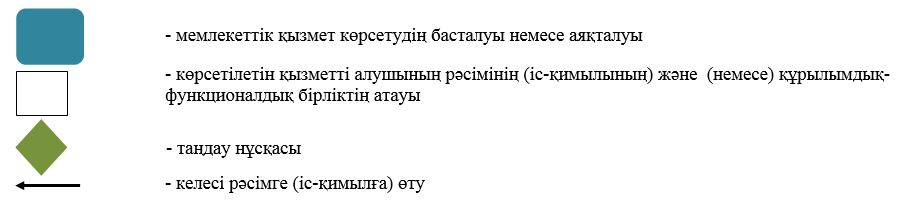 - мемлекеттік қызмет көрсетудің басталуы немесе аяқталуы
- көрсетілетін қызметті алушының рәсімінің (іс-қимылының) және (немесе) құрылымдық-
функционалдық бірліктің атауы
- таңдау нұсқасы
- келесі рәсімге (іс-қимылға) өту